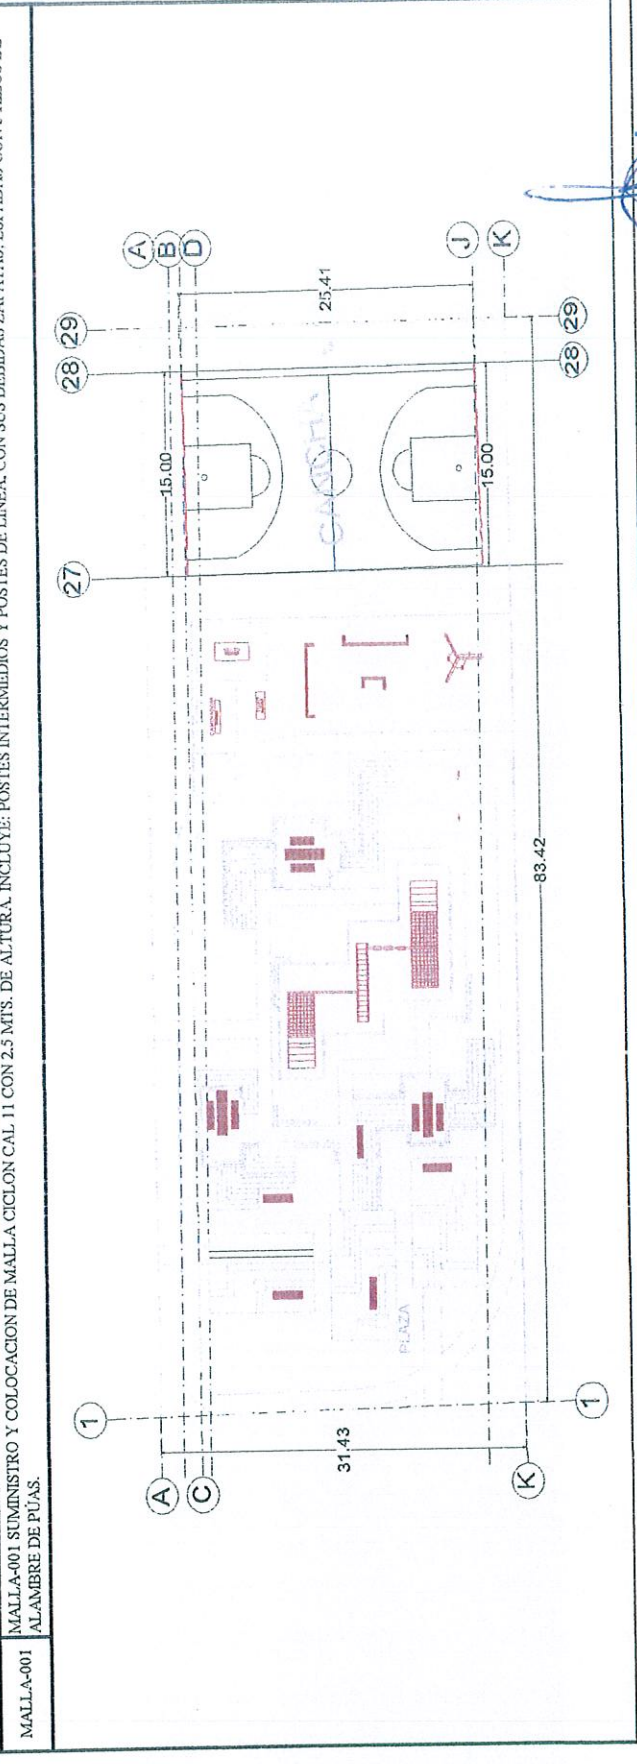 MALLA-001
MALLA-001 SUMINISTRO Y COLOCACION DE MALLA CICLON CAL 11 CON 2.5 MTS. DE ALTURA. INCLUYE: POSTES INTERMEDIOS Y POSTES DE LINEA, CON SUS DEBIDAS
ALAMBRE DE PÚAS.
1
A
C
K
31.43
1
PLAZA
83.42
27
28
29
15.00
CANCHA
15.00
25.41
A
B
D
J
K
28
29